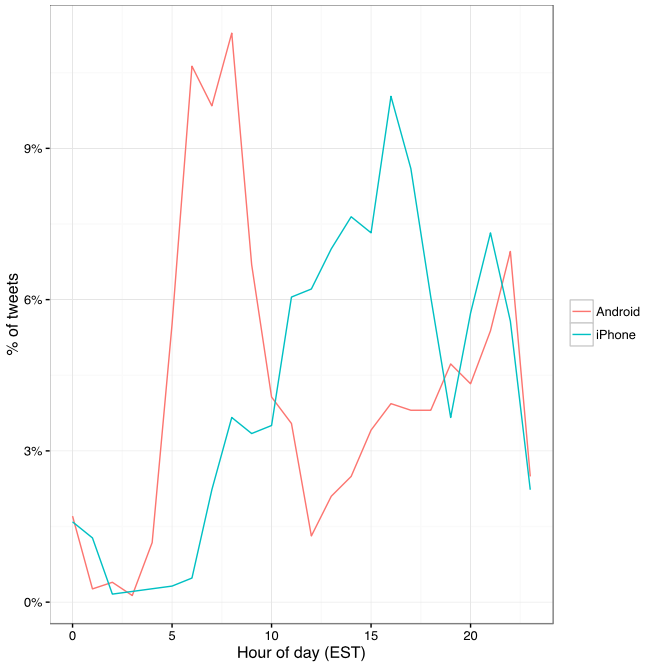 9%
6%
3%
0%
% of tweets
0 5 10 15 20
Hour of day (EST)
Android
iPhone